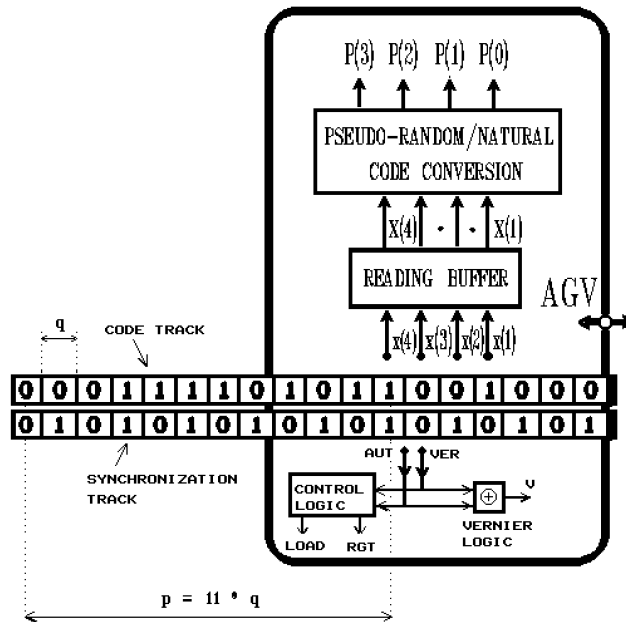 P(3) P(2) P(1) P(0)
PSEUDO-RANDOM/NATURAL
CODE CONVERSION
X(4) . . X(1)
READING BUFFER
AGV
x(4) x(3) x(2) x(1)
q
CODE TRACK
0 0 0 1 1 1 1 0 1 0 1 1 0 0 1 0 0 0
0 1 0 1 0 1 0 1 0 1 0 1 0 1 0 1 0 1
AUT VER
SYNCHRONIZATION
TRACK
CONTROL
LOGIC
V
VERNIER
LOGIC
LOAD RGT
p = 11 * q